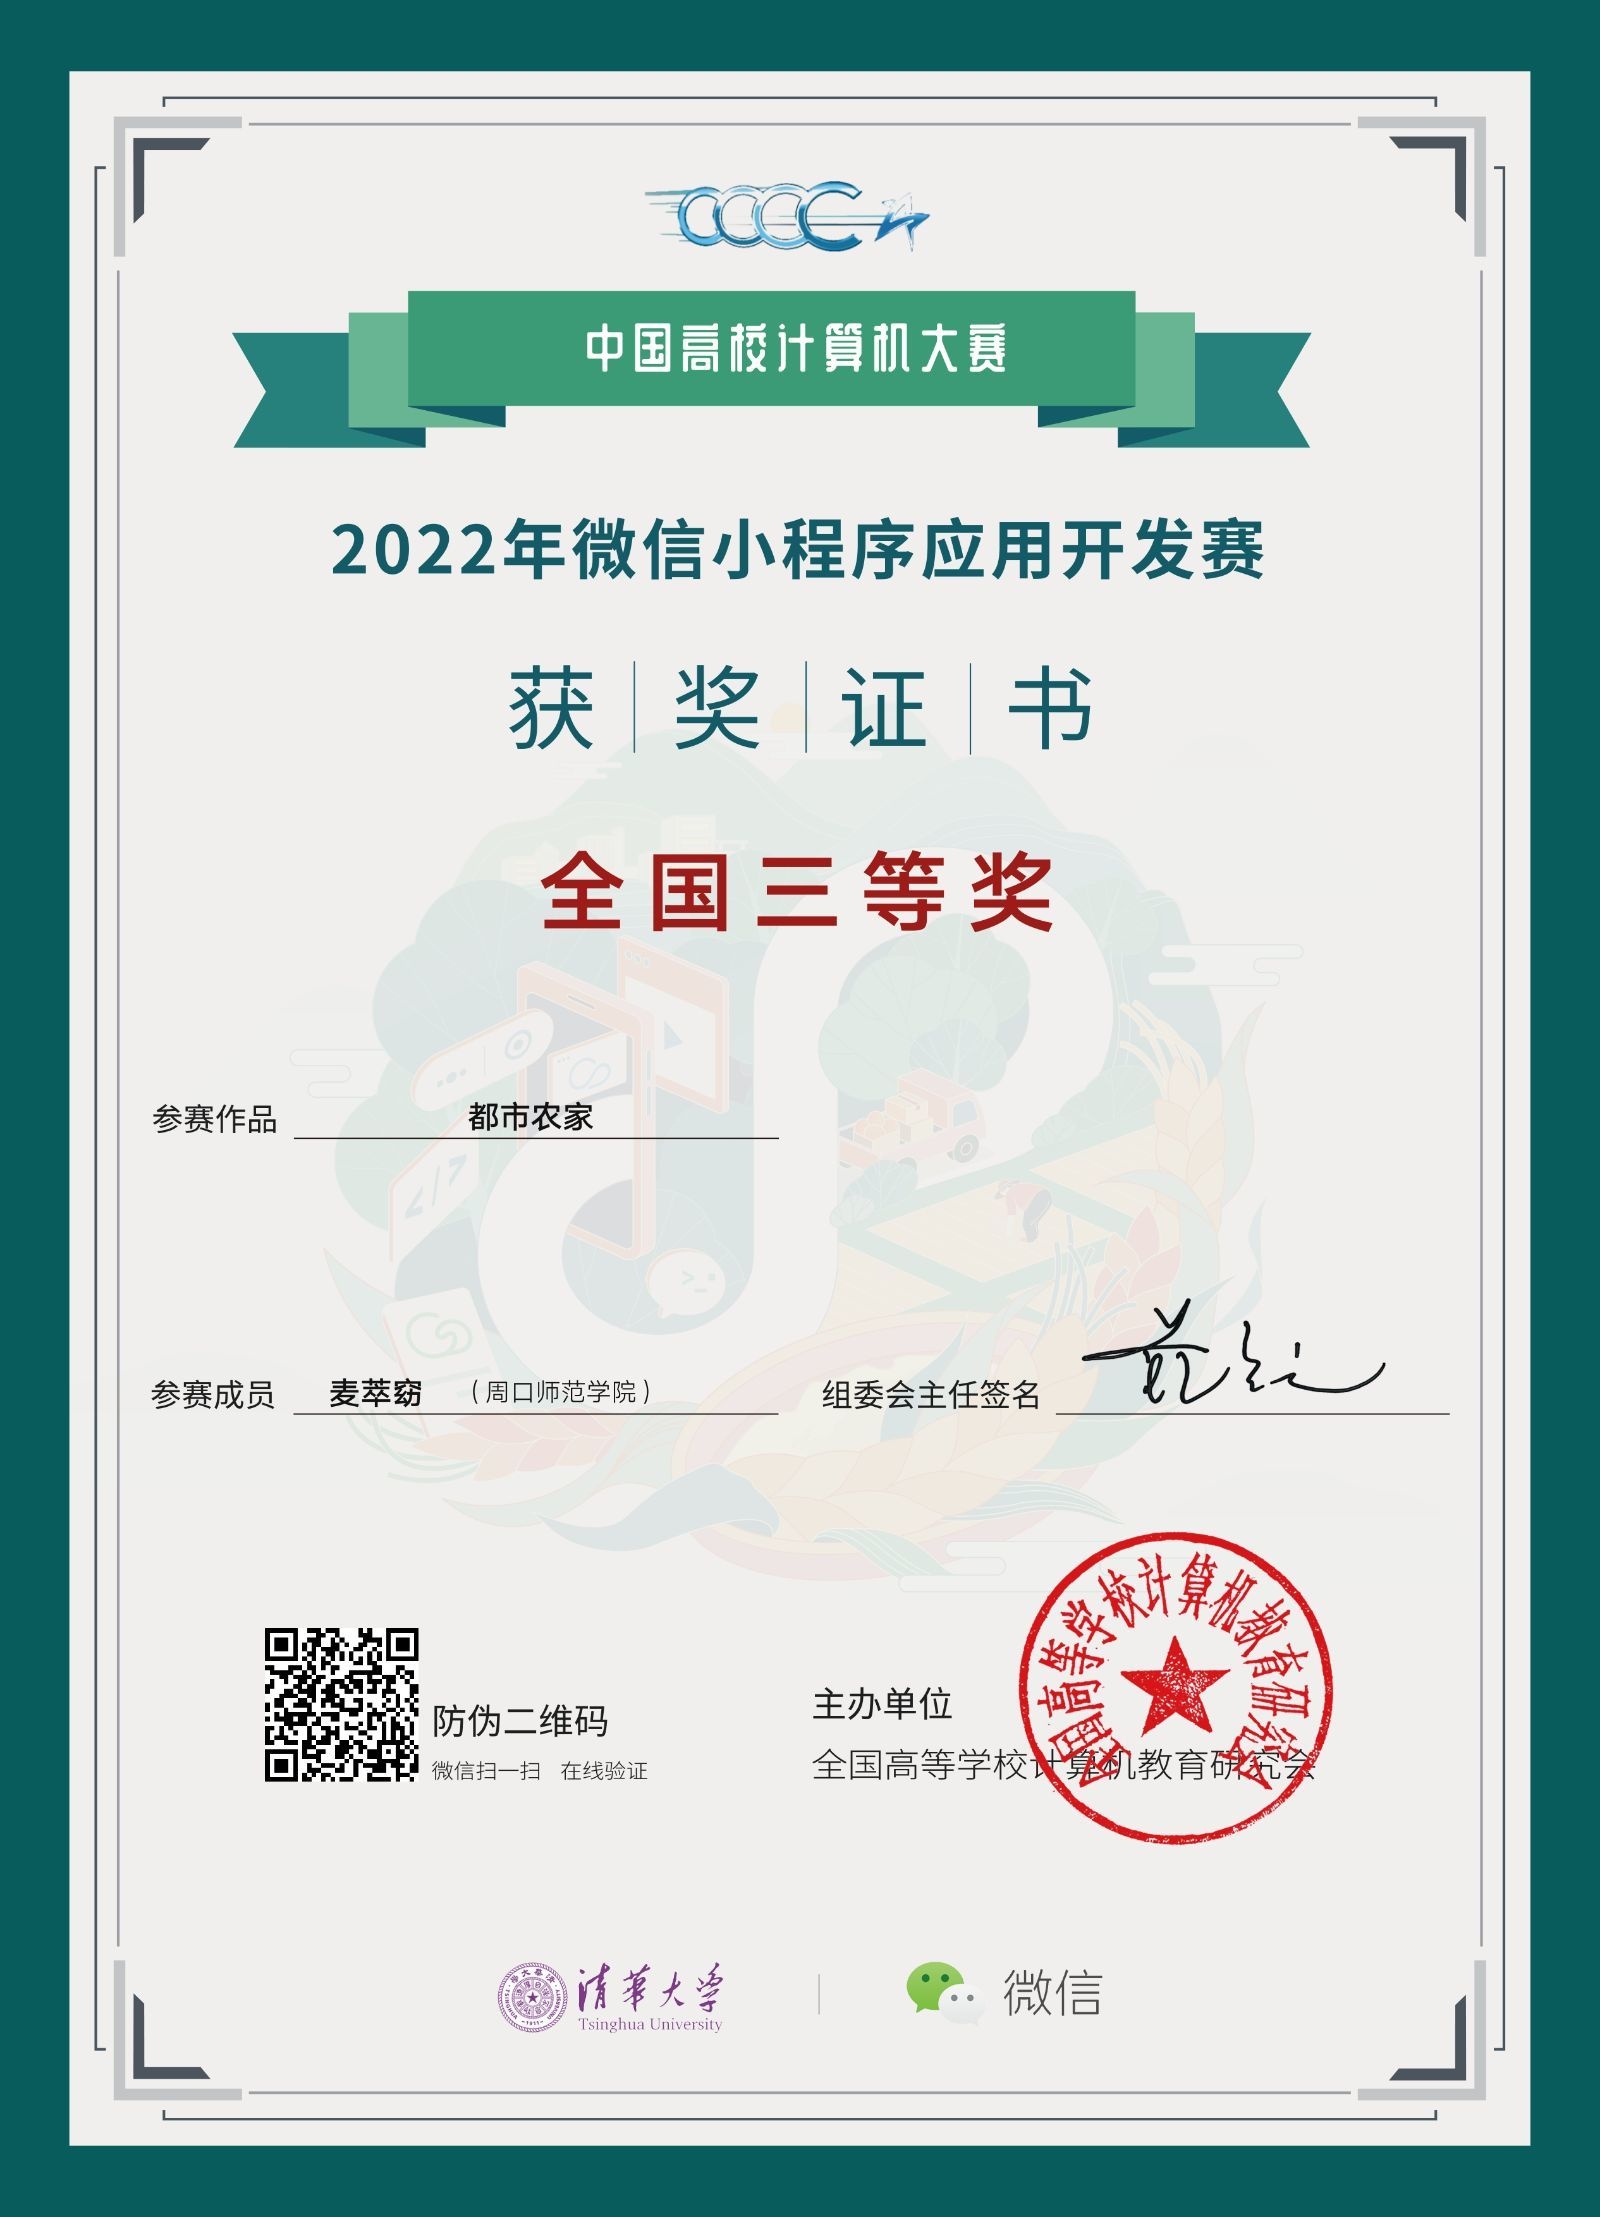 CCCC
中国高校计算机大赛
2022年微信小程序应用开发赛
获奖证书
全国三等奖
参赛作品 都市农家
参赛成员 麦萃窈 (周口师范学院)
组委会主任签名
防伪二维码
微信扫一扫 在线验证
主办单位
全国高等学校计算机教育研究会
全国高等学校计算机教育研究会
清华大学
Tsinghua University
微信